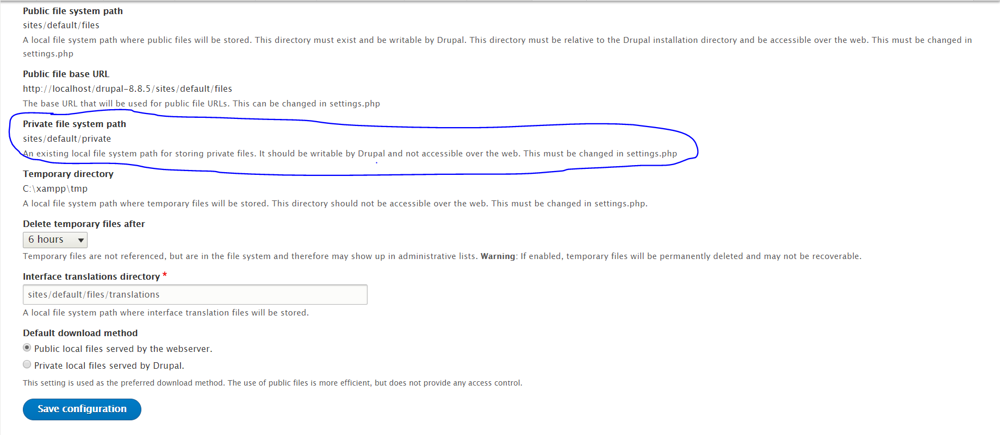 Public file system path
sites/default/files
A local file system path where public files will be stored. This directory must exist and be writable by Drupal. This directory must be relative to the Drupal installation directory and be accessible over the web. This must be changed in
settings.php
Public file base URL
http://localhost/drupal-8.8.5/sites/default/files
The base URL that will be used for public file URLs. This can be changed in settings.php
Private file system path
sites/default/private
An existing local file system path for storing private files. It should be writable by Drupal and not accessible over the web. This must be changed in settings.php
Temporary directory
C:\xampp\tmp
A local file system path where temporary files will be stored. This directory should not be accessible over the web. This must be changed in settings.php.
Delete temporary files after
6 hours
Temporary files are not referenced, but are in the file system and therefore may show up in administrative lists. Warning: If enabled, temporary files will be permanently deleted and may not be recoverable.
Interface translations directory *
sites/default/files/translations
A local file system path where interface translation files will be stored.
Default download method
Public local files served by the webserver.
Private local files served by Drupal.
This setting is used as the preferred download method. The use of public files is more efficient, but does not provide any access control.
Save configuration